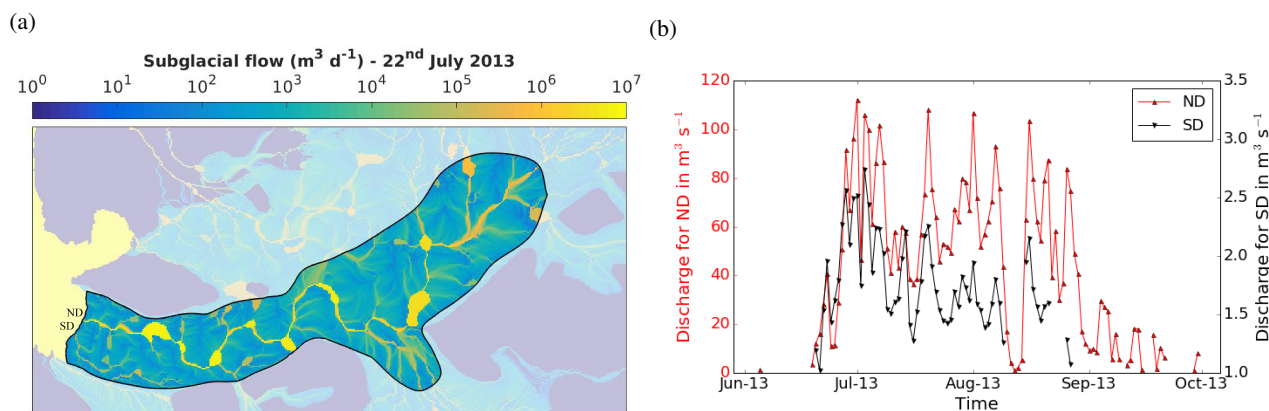 (a)
Subglacial flow (m³ d⁻¹) - 22ⁿᵈ July 2013
10⁰ 10¹ 10² 10³ 10⁴ 10⁵ 10⁶ 10⁷
ND
SD
(b)
Discharge for ND in m³ s⁻¹
120
100
80
60
40
20
0
ND
SD
3.5
3.0
2.5
2.0
1.5
1.0
Discharge for SD in m³ s⁻¹
Jun-13 Jul-13 Aug-13 Sep-13 Oct-13
Time